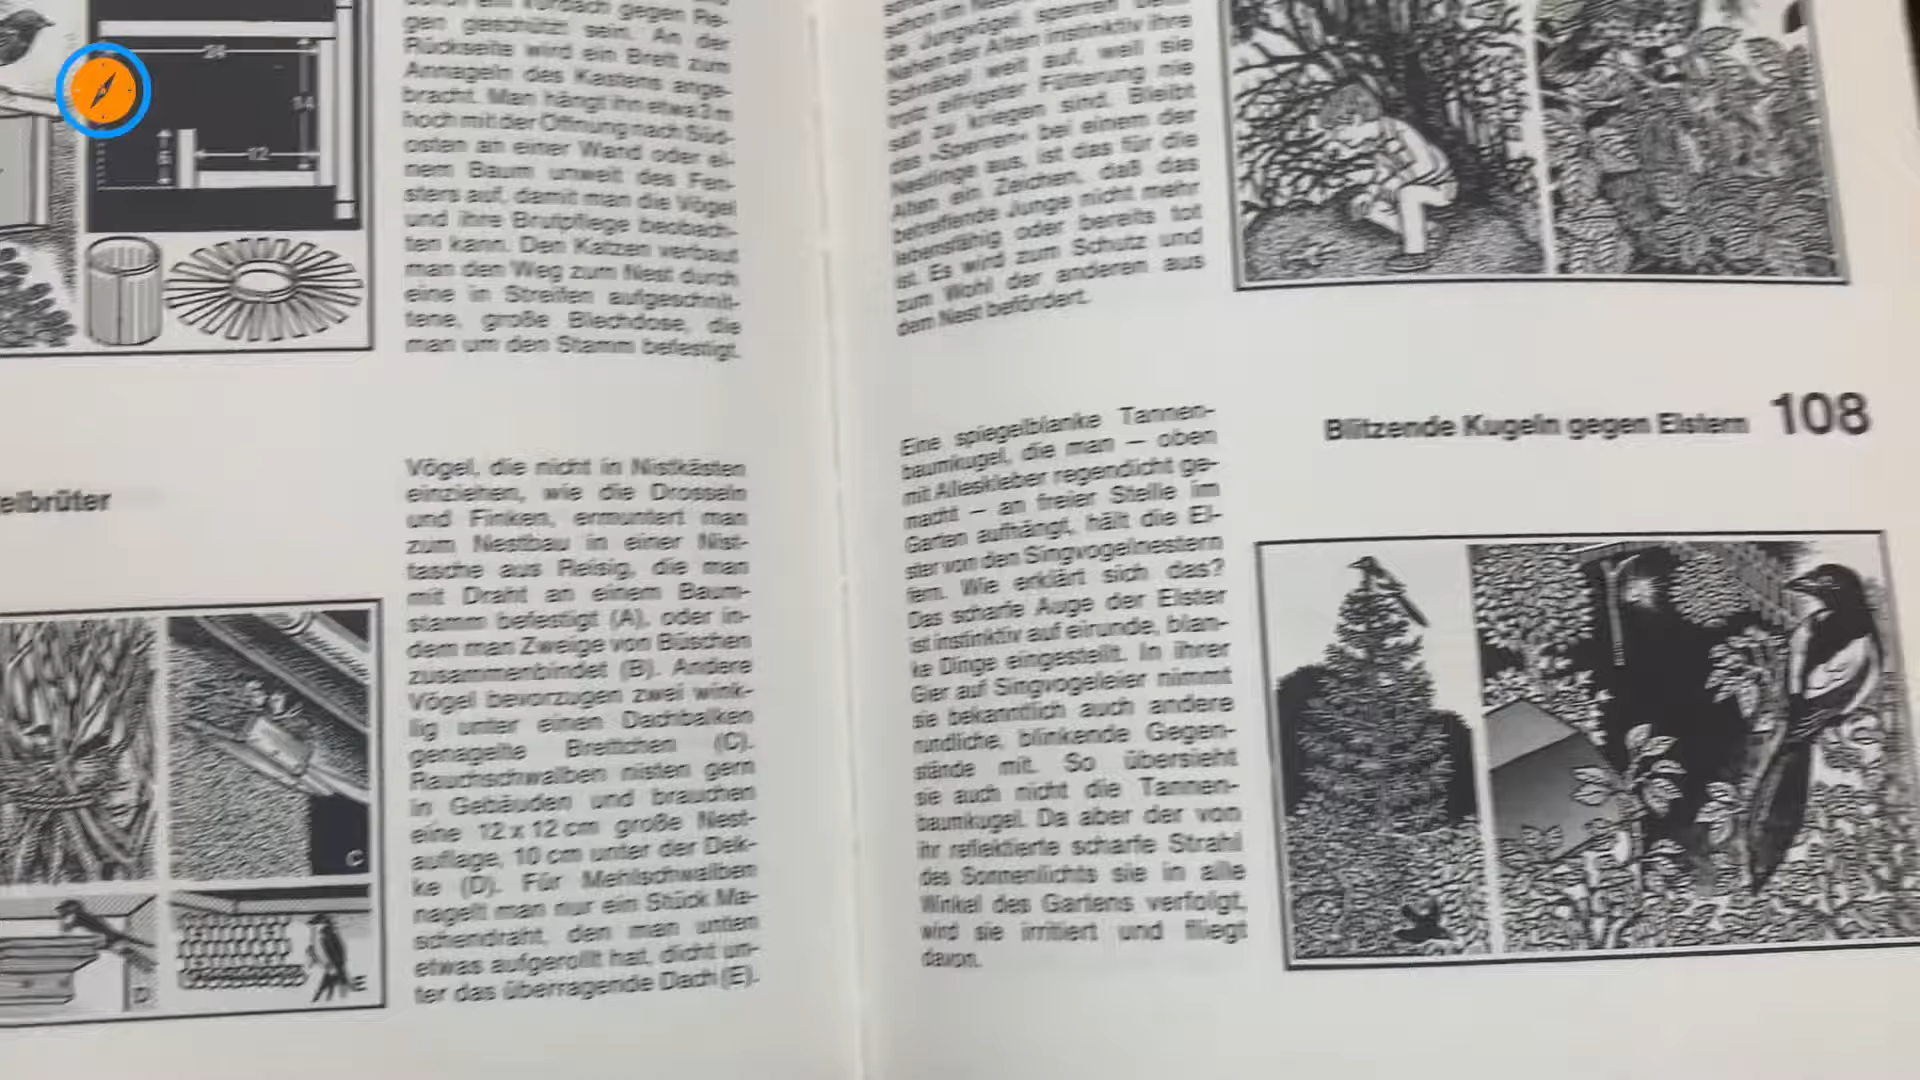 gen geschützt sein. An der
Rückseite wird ein Brett zum
Annageln des Kastens ange-
bracht. Man hängt ihn etwa 3 m
hoch mit der Öffnung nach Süd-
osten an einer Wand oder ei-
nem Baum unweit des Fen-
sters auf, damit man die Vögel
und ihre Brutpflege beobach-
ten kann. Den Katzen verbaut
man den Weg zum Nest durch
eine in Streifen aufgeschnit-
tene, große Blechdose, die
man um den Stamm befestigt.
24
14
6
12
elbrüter
Vögel, die nicht in Nistkästen
einziehen, wie die Drosseln
und Finken, ermuntert man
zum Nestbau in einer Nist-
tasche aus Reisig, die man
mit Draht an einem Baum-
stamm befestigt (A), oder in-
dem man Zweige von Büschen
zusammenbindet (B). Andere
Vögel bevorzugen zwei wink-
lig unter einen Dachbalken
genagelte Brettchen (C).
Rauchschwalben nisten gern
in Gebäuden und brauchen
eine 12 x 12 cm große Nest-
auflage, 10 cm unter der Dek-
ke (D). Für Mehlschwalben
nagelt man nur ein Stück Ma-
schendraht, den man unten
etwas aufgerollt hat, dicht un-
ter das überragende Dach (E).
C
D
E
de Jungvögel sperren beim
Nahen der Alten instinktiv ihre
Schnäbel weit auf, weil sie
trotz eifrigster Fütterung nie
satt zu kriegen sind. Bleibt
das »Sperren« bei einem der
Nestlinge aus, ist das für die
Alten ein Zeichen, daß das
betreffende Junge nicht mehr
lebensfähig oder bereits tot
ist. Es wird zum Schutz und
zum Wohl der anderen aus
dem Nest befördert.
Blitzende Kugeln gegen Elstern 108
Eine spiegelblanke Tannen-
baumkugel, die man – oben
mit Alleskleber regendicht ge-
macht – an freier Stelle im
Garten aufhängt, hält die El-
ster von den Singvogelnestern
fern. Wie erklärt sich das?
Das scharfe Auge der Elster
ist instinktiv auf eirunde, blan-
ke Dinge eingestellt. In ihrer
Gier auf Singvogeleier nimmt
sie bekanntlich auch andere
rundliche, blinkende Gegen-
stände mit. So übersieht
sie auch nicht die Tannen-
baumkugel. Da aber der von
ihr reflektierte scharfe Strahl
des Sonnenlichts sie in alle
Winkel des Gartens verfolgt,
wird sie irritiert und fliegt
davon.